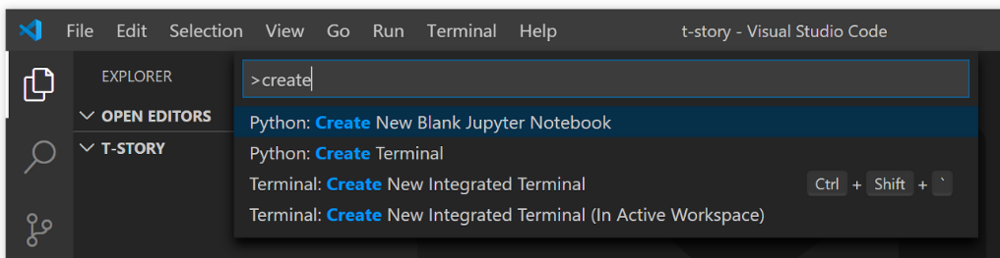 File Edit Selection View Go Run Terminal Help t-story - Visual Studio Code
EXPLORER
OPEN EDITORS
T-STORY
>create
Python: Create New Blank Jupyter Notebook
Python: Create Terminal
Terminal: Create New Integrated Terminal Ctrl + Shift + `
Terminal: Create New Integrated Terminal (In Active Workspace)